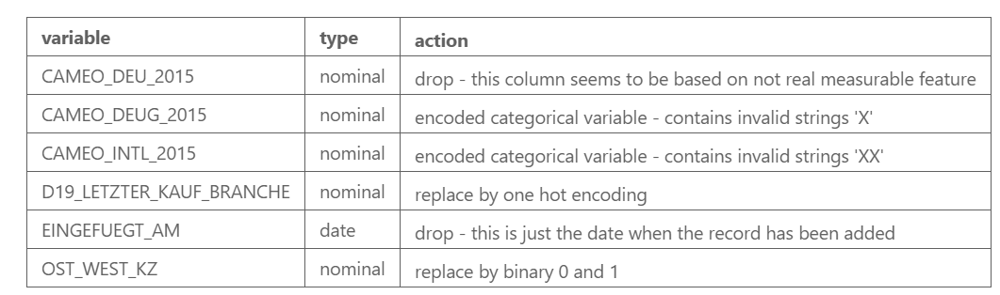 variable type action
CAMEO_DEU_2015 nominal drop - this column seems to be based on not real measurable feature
CAMEO_DEUG_2015 nominal encoded categorical variable - contains invalid strings 'X'
CAMEO_INTL_2015 nominal encoded categorical variable - contains invalid strings 'XX'
D19_LETZTER_KAUF_BRANCHE nominal replace by one hot encoding
EINGEFUEGT_AM date drop - this is just the date when the record has been added
OST_WEST_KZ nominal replace by binary 0 and 1